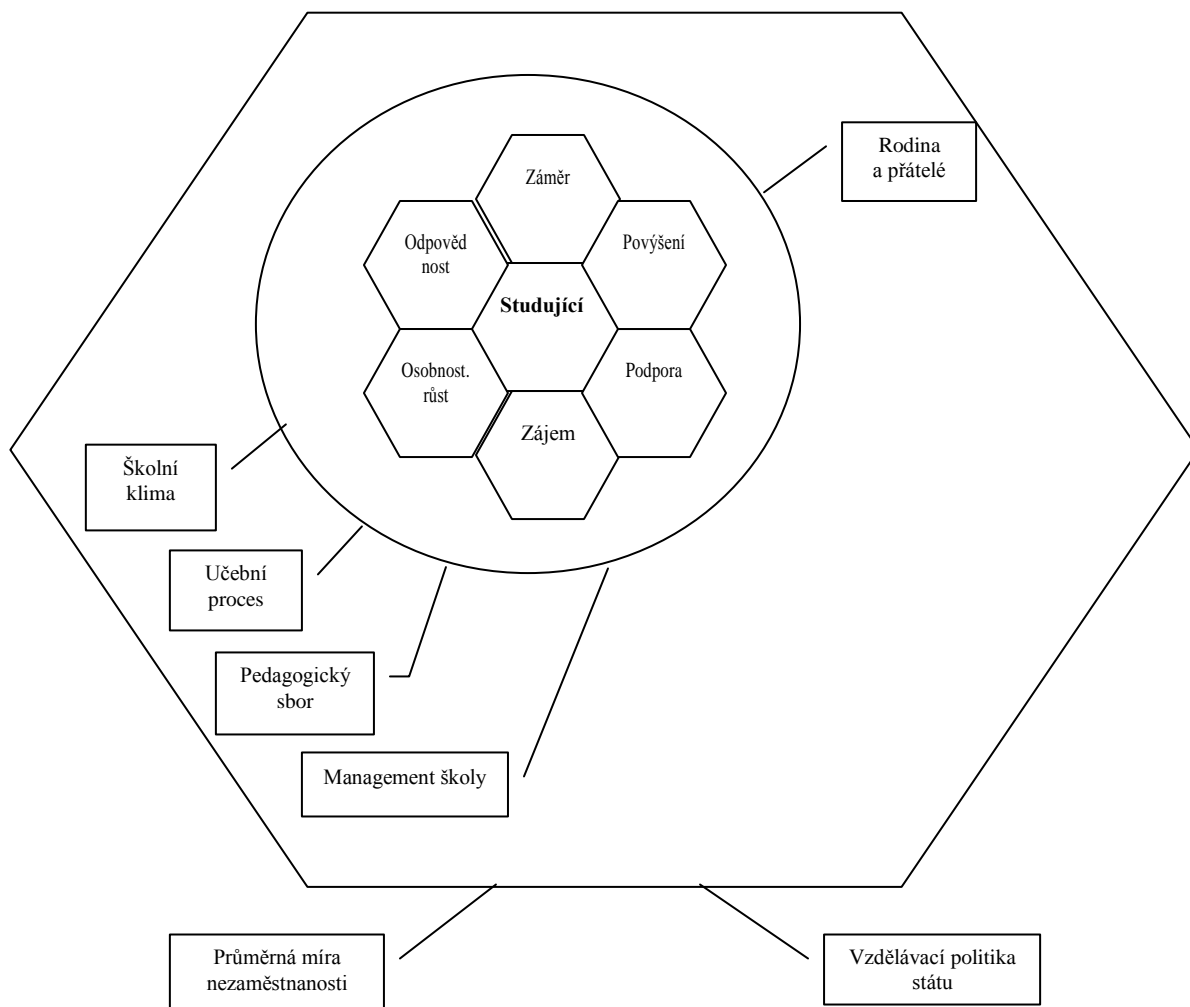 Rodina
a přátelé
Záměr
Odpověd
nost
Povýšení
Studující
Osobnost.
růst
Podpora
Zájem
Školní
klima
Učební
proces
Pedagogický
sbor
Management školy
Průměrná míra
nezaměstnanosti
Vzdělávací politika
státu